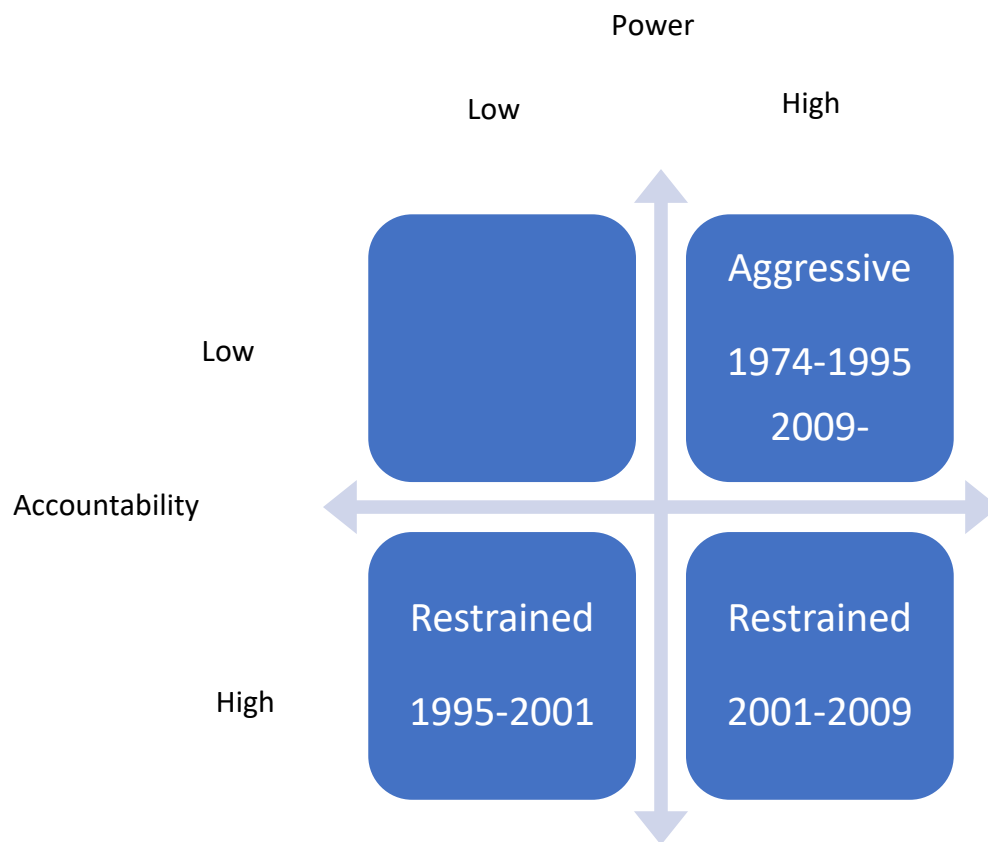 Power
Low
High
Aggressive
1974-1995
2009-
Low
Accountability
Restrained
1995-2001
Restrained
2001-2009
High